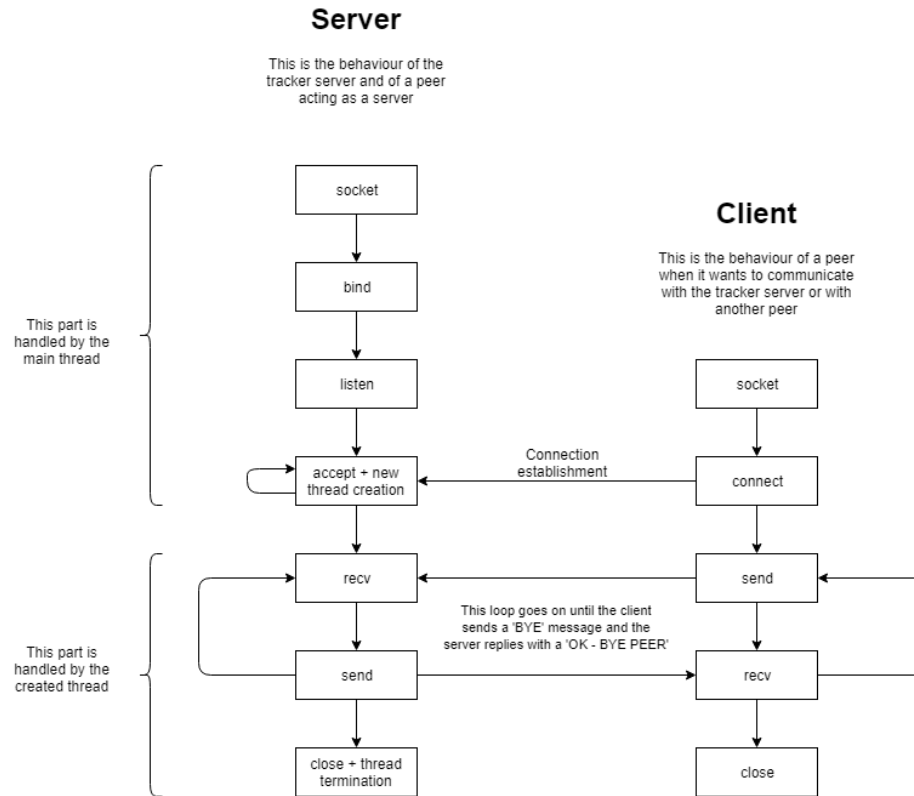 Server
This is the behaviour of the
tracker server and of a peer
acting as a server
socket
Client
This is the behaviour of a peer
when it wants to communicate
with the tracker server or with
another peer
bind
This part is
handled by the
main thread
listen
socket
accept + new
thread creation
Connection
establishment
connect
recv
send
This loop goes on until the client
sends a 'BYE' message and the
server replies with a 'OK - BYE PEER'
This part is
handled by the
created thread
send
recv
close + thread
termination
close